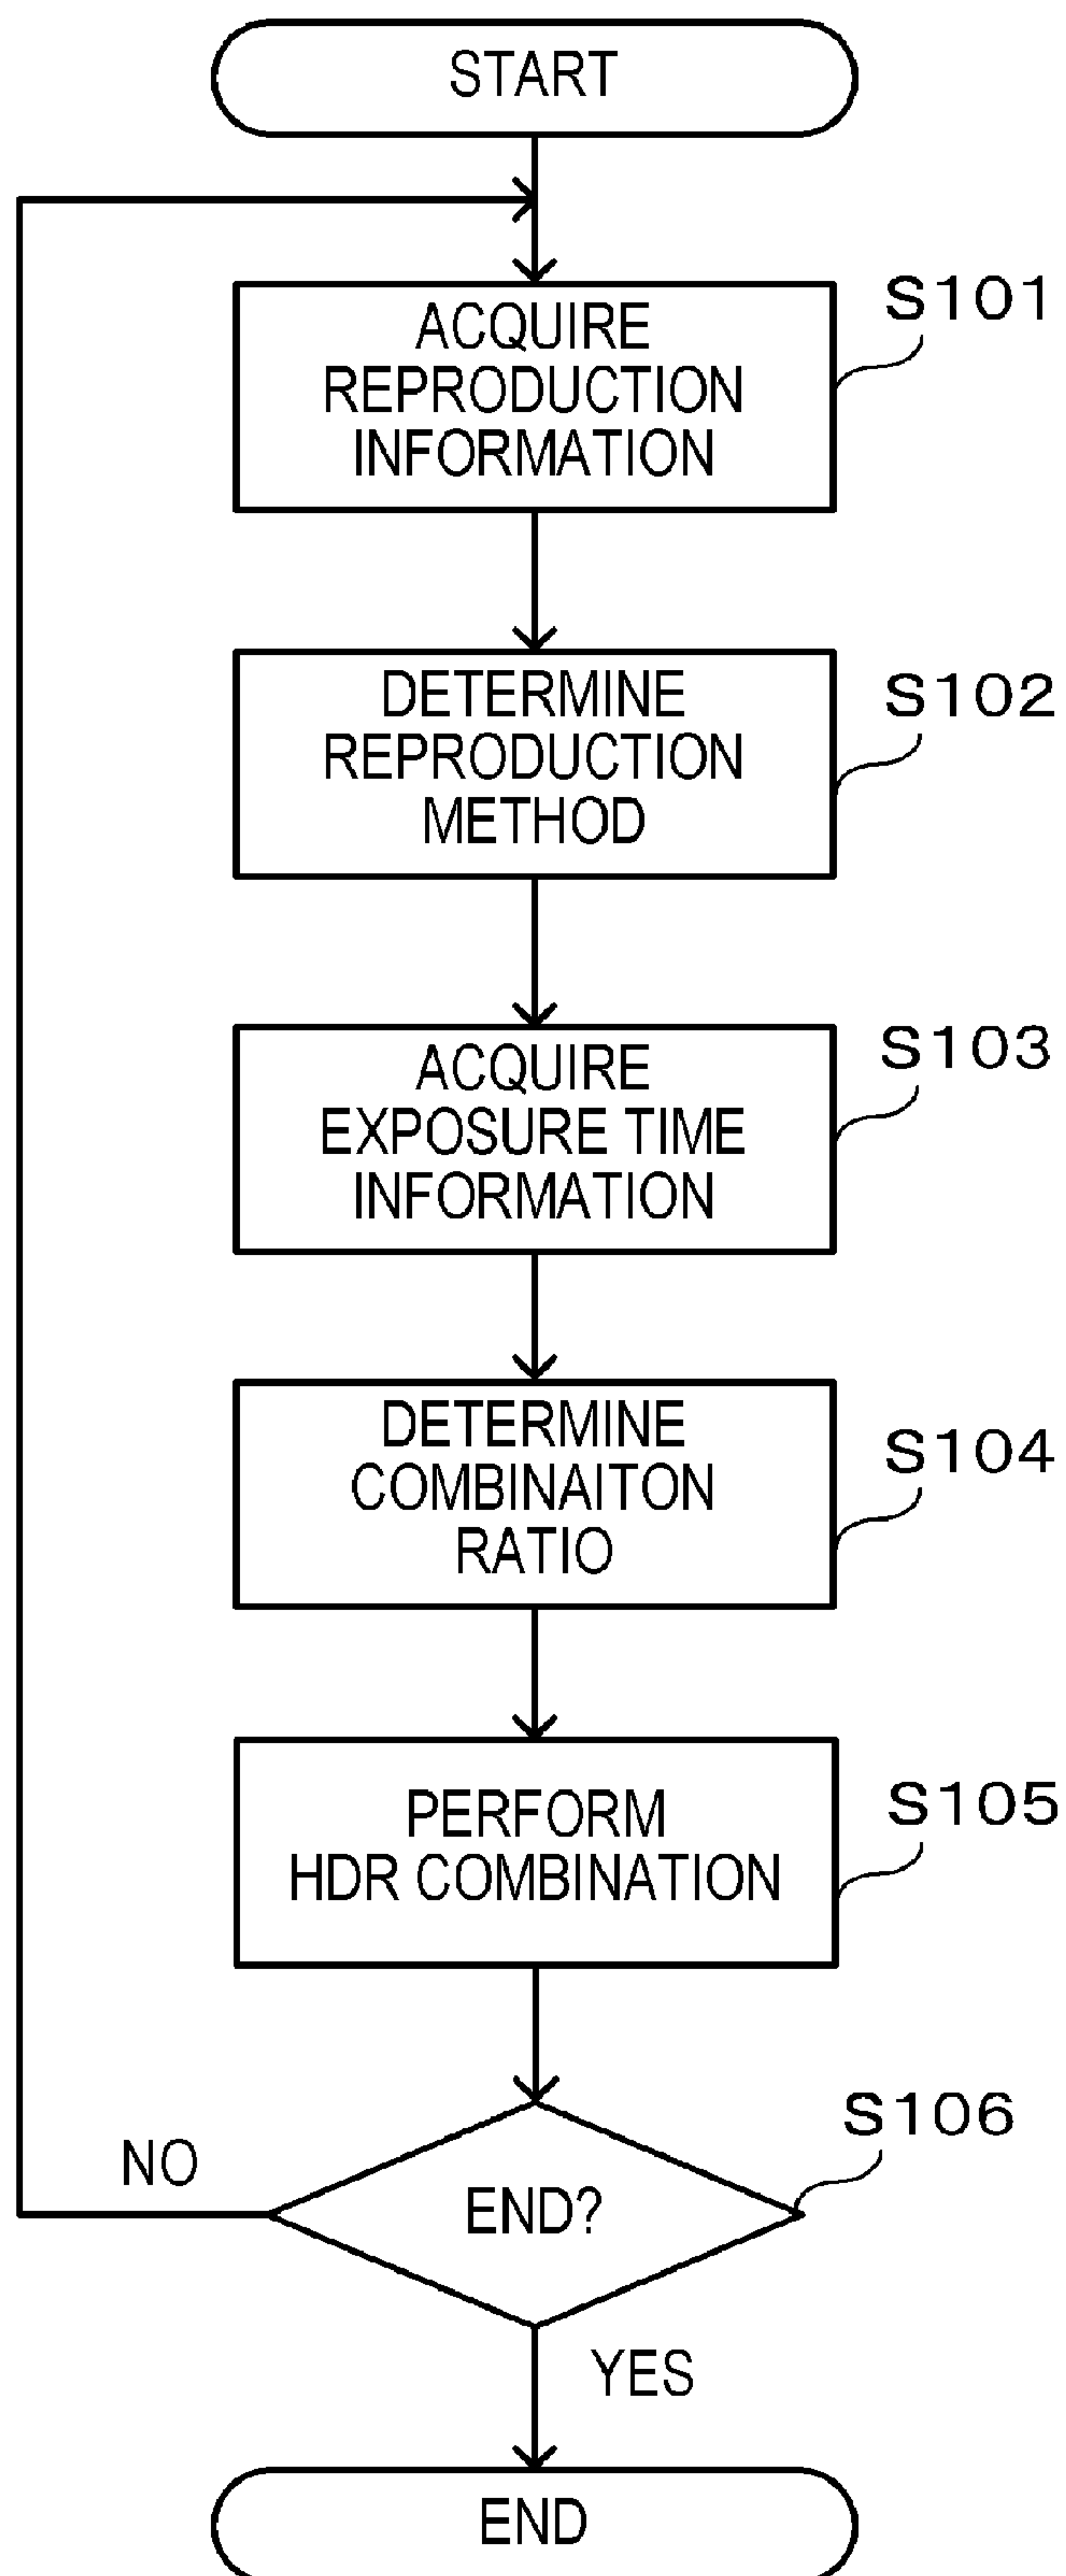 START
S101
ACQUIRE
REPRODUCTION
INFORMATION
S102
DETERMINE
REPRODUCTION
METHOD
S103
ACQUIRE
EXPOSURE TIME
INFORMATION
S104
DETERMINE
COMBINAITON
RATIO
S105
PERFORM
HDR COMBINATION
S106
NO
END?
YES
END